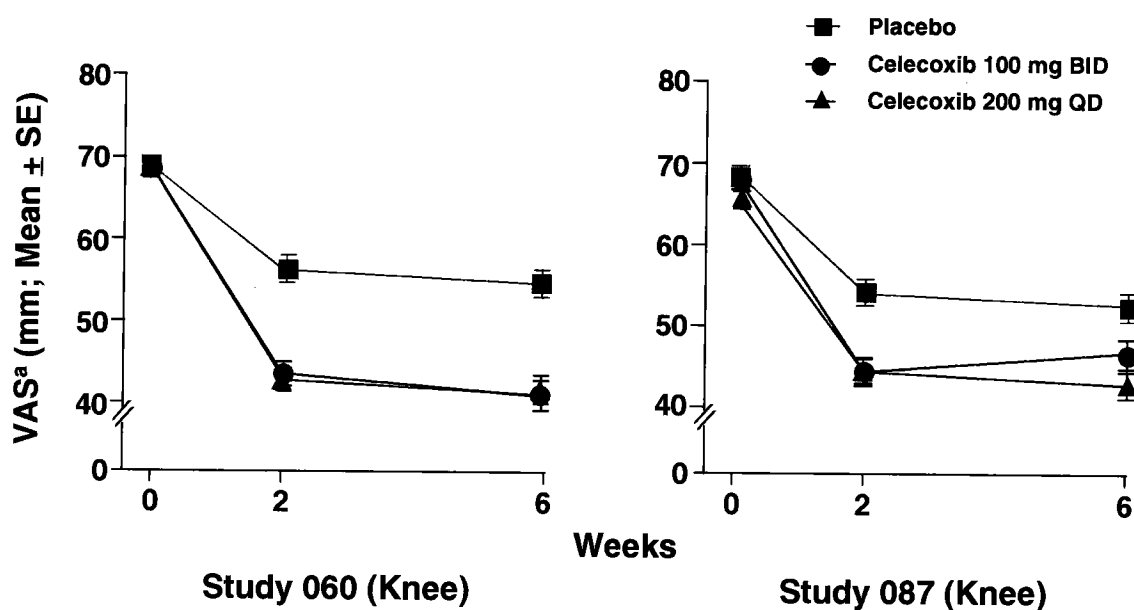 Placebo
Celecoxib 100 mg BID
Celecoxib 200 mg QD
VASa (mm; Mean ± SE)
80
70
60
50
40
0
0 2 6
80
70
60
50
40
0
0 2 6
Weeks
Study 060 (Knee)
Study 087 (Knee)